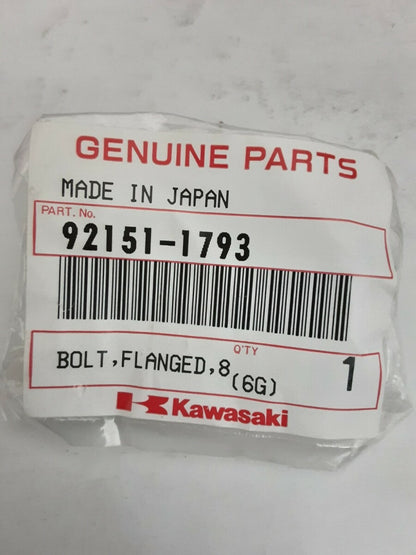 GENUINE PARTS
MADE IN JAPAN
PART. No.
92151-1793
Q'TY
BOLT,FLANGED,8 (6G) 1
Kawasaki